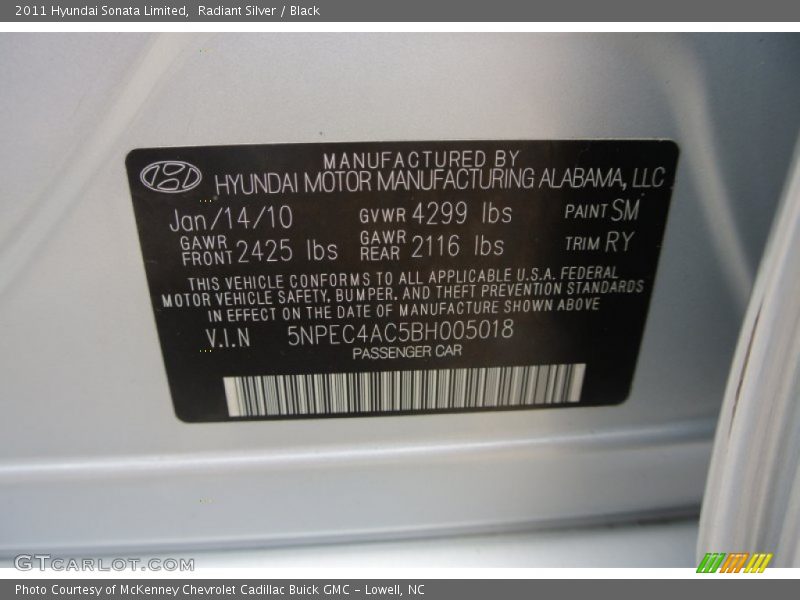 2011 Hyundai Sonata Limited,  Radiant Silver / Black
MANUFACTURED BY
HYUNDAI MOTOR MANUFACTURING ALABAMA, LLC
Jan/14/10 GVWR 4299 lbs PAINT SM
GAWR FRONT 2425 lbs GAWR REAR 2116 lbs TRIM RY
THIS VEHICLE CONFORMS TO ALL APPLICABLE U.S.A. FEDERAL
MOTOR VEHICLE SAFETY, BUMPER, AND THEFT PREVENTION STANDARDS
IN EFFECT ON THE DATE OF MANUFACTURE SHOWN ABOVE
V.I.N 5NPEC4AC5BH005018
PASSENGER CAR
GTCARLOT.COM
Photo Courtesy of McKenney Chevrolet Cadillac Buick GMC – Lowell, NC